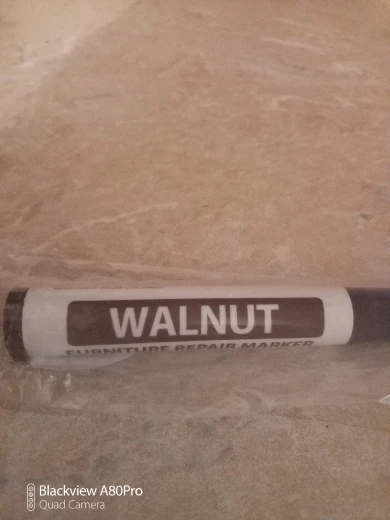 WALNUT
FURNITURE REPAIR MARKER
Blackview A80Pro
Quad Camera